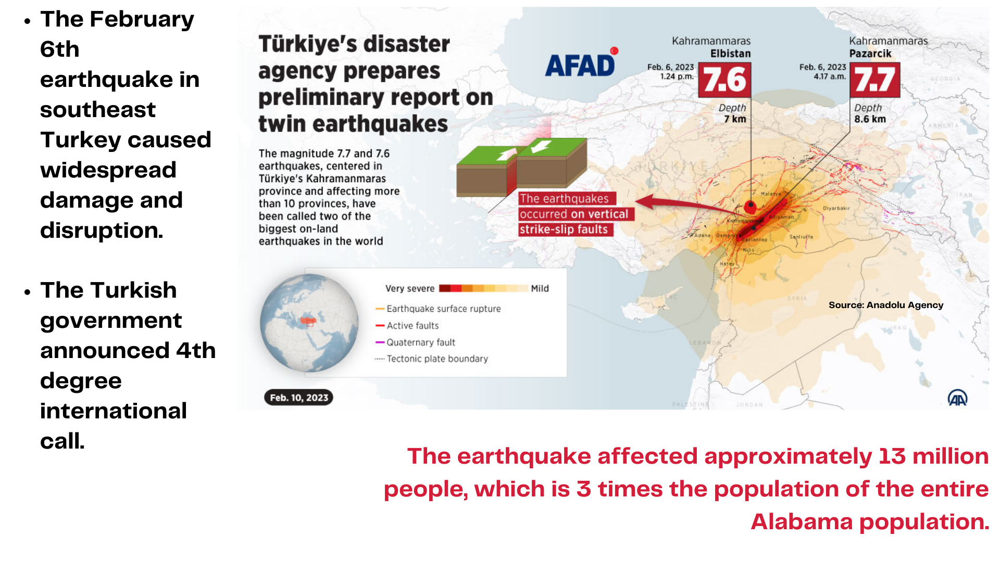 • The February
6th
earthquake in
southeast
Turkey caused
widespread
damage and
disruption.
• The Turkish
government
announced 4th
degree
international
call.
Türkiye's disaster
agency prepares
preliminary report on
twin earthquakes
The magnitude 7.7 and 7.6
earthquakes, centered in
Türkiye's Kahramanmaras
province and affecting more
than 10 provinces, have
been called two of the
biggest on-land
earthquakes in the world
AFAD
Kahramanmaras
Elbistan
Feb. 6, 2023
1.24 p.m.
7.6
Depth
7 km
Kahramanmaras
Pazarcik
Feb. 6, 2023
4.17 a.m.
7.7
Depth
8.6 km
The earthquakes
occurred on vertical
strike-slip faults
GEORGIA
ARMENIA
IRAN
TÜRKİYE
Malatya
Diyarbakır
Adıyaman
Kahramanmaras
Adana
Osmaniye
Gaziantep
Sanliurfa
Kilis
Hatay
TRNC
SYRIA
IRAQ
LEBANON
PALESTINE
JORDAN
Source: Anadolu Agency
Very severe
Mild
Earthquake surface rupture
Active faults
Quaternary fault
Tectonic plate boundary
Feb. 10, 2023
AA
The earthquake affected approximately 13 million
people, which is 3 times the population of the entire
Alabama population.